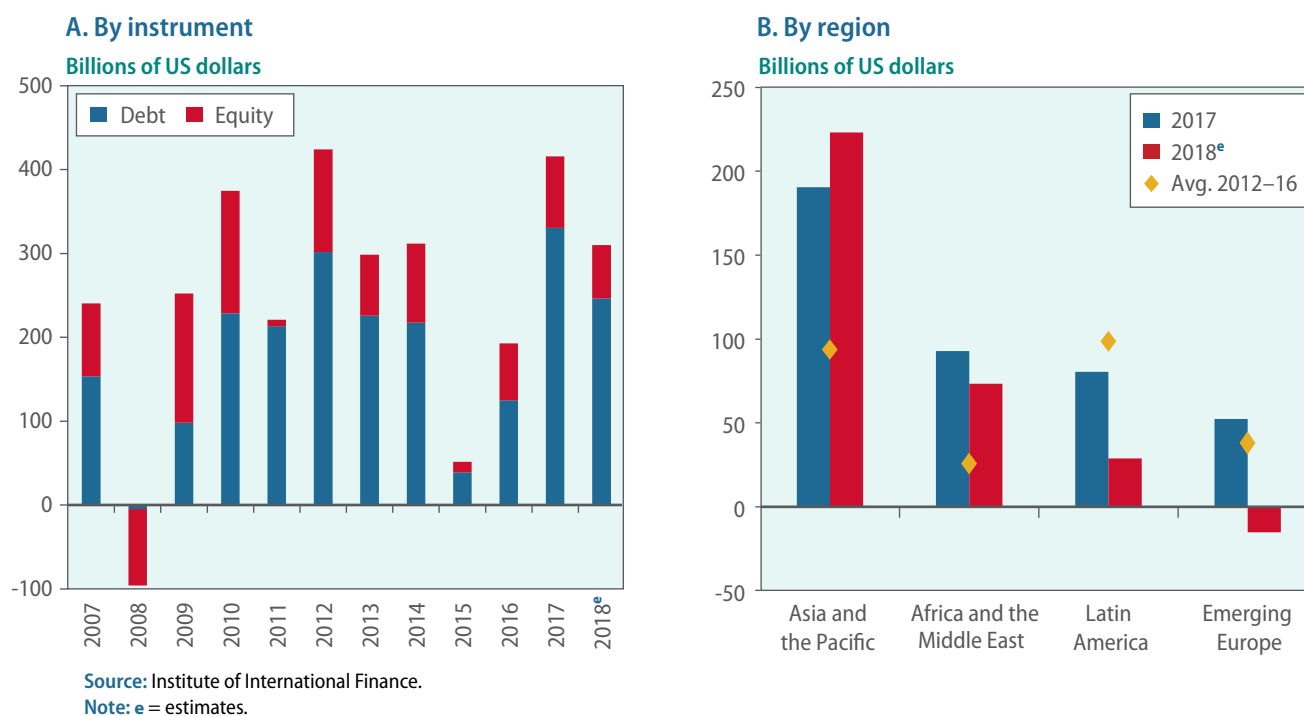 A. By instrument
Billions of US dollars
500
400
300
200
100
0
-100
Debt
Equity
2007
2008
2009
2010
2011
2012
2013
2014
2015
2016
2017
2018e
Source: Institute of International Finance.
Note: e = estimates.
B. By region
Billions of US dollars
250
200
150
100
50
0
-50
2017
2018e
Avg. 2012–16
Asia and
the Pacific
Africa and the
Middle East
Latin
America
Emerging
Europe